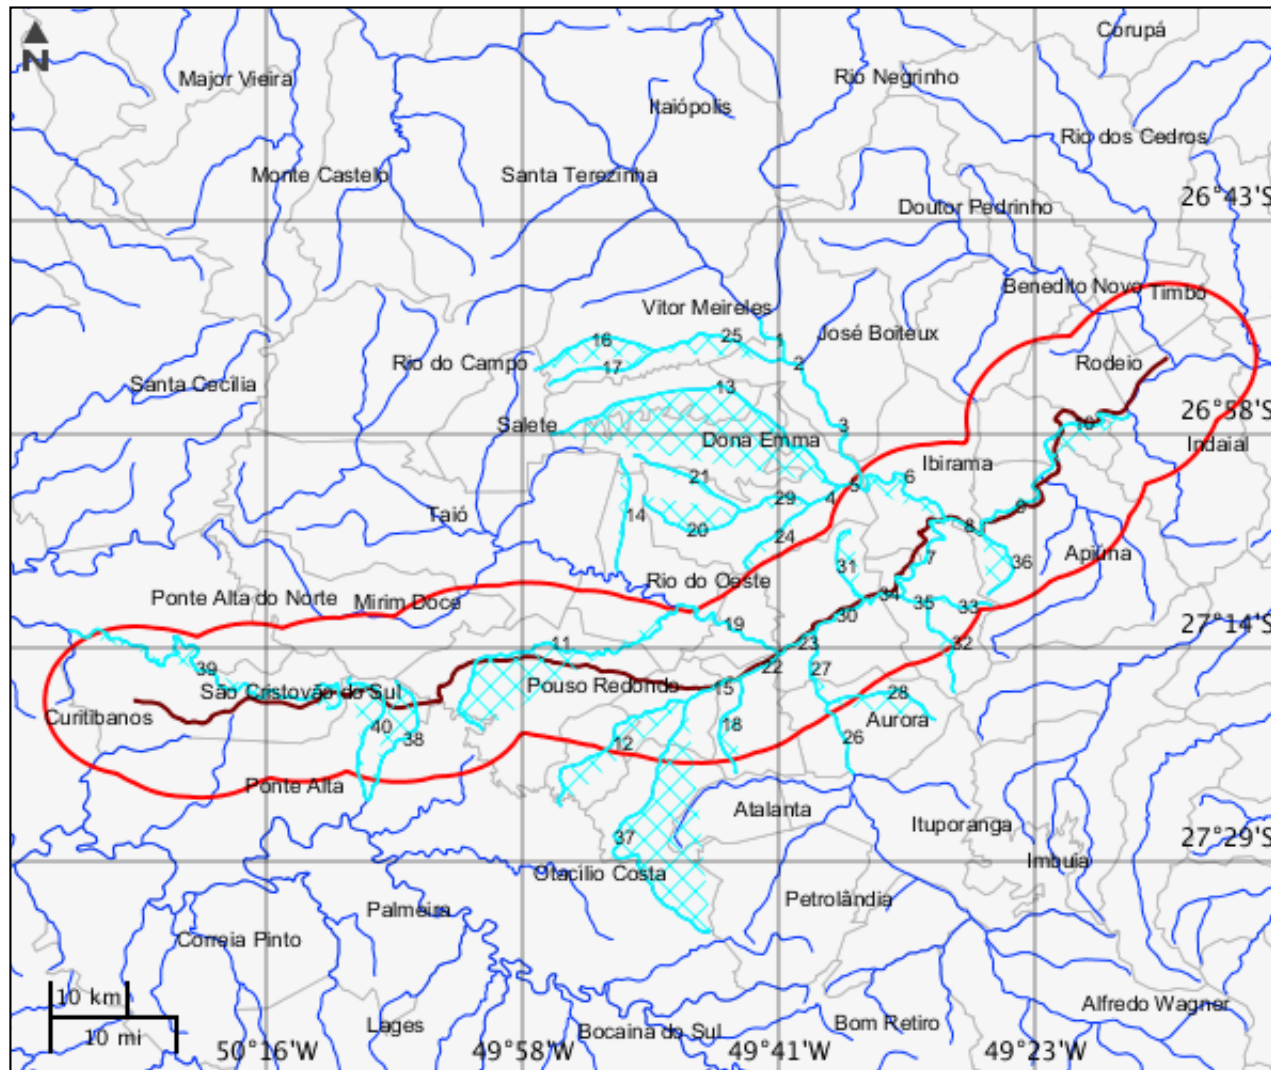 N
Corupá
Major Vieira
Rio Negrinho
Itaiópolis
Rio dos Cedros
Monte Castelo
Santa Terezinha
Doutor Pedrinho
26°43'S
Benedito Novo
Timbó
Vitor Meireles
José Boiteux
16
25
1
Rio do Campo
17
2
Rodeio
Santa Cecília
13
26°58'S
Salete
3
10
Dona Emma
Indaial
Ibirama
21
6
5
29
4
14
Taió
20
24
9
8
Apiúna
7
36
31
Rio do Oeste
34
Ponte Alta do Norte
Mirim Doce
35
33
30
19
27°14'S
11
23
32
39
22
27
São Cristovão do Sul
Pouso Redondo
15
28
Curitibanos
40
18
Aurora
38
12
26
Ponte Alta
Atalanta
Ituporanga
37
27°29'S
Imbuia
Otacílio Costa
Petrolândia
Palmeira
Correia Pinto
10 km
10 mi
Alfredo Wagner
Lages
Bocaina do Sul
Bom Retiro
50°16'W
49°58'W
49°41'W
49°23'W